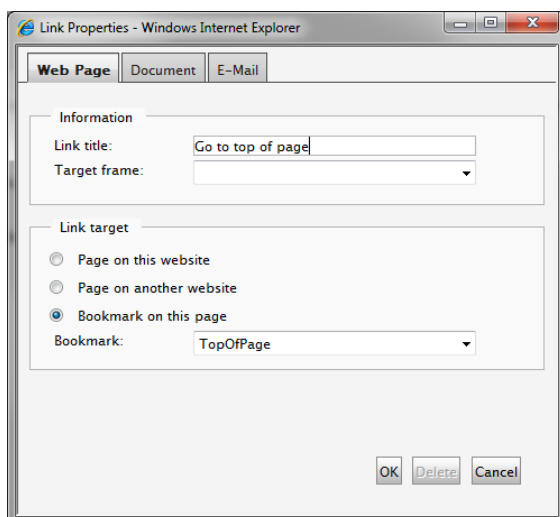 Link Properties - Windows Internet Explorer
Web Page Document E-Mail
Information
Link title: Go to top of page
Target frame:
Link target
Page on this website
Page on another website
Bookmark on this page
Bookmark: TopOfPage
OK Delete Cancel